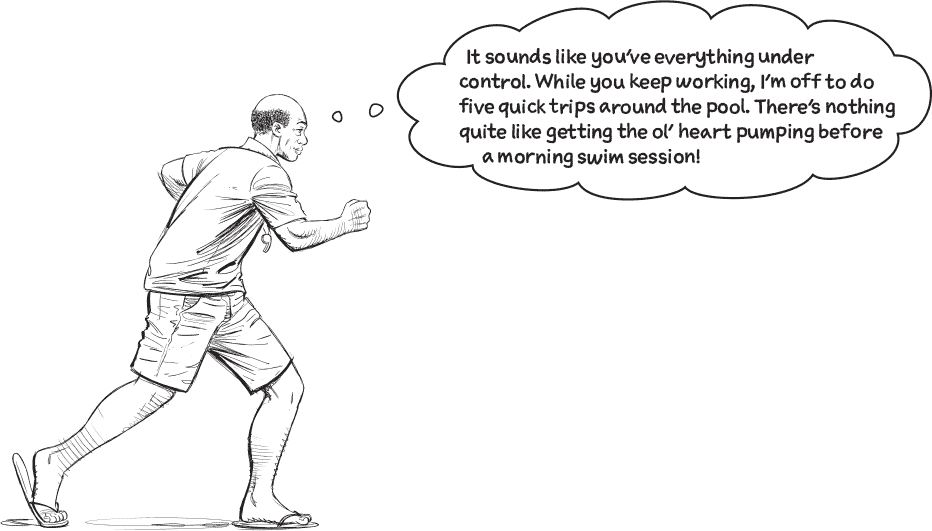 It sounds like you've everything under
control. While you keep working, I'm off to do
five quick trips around the pool. There's nothing
quite like getting the ol' heart pumping before
a morning swim session!